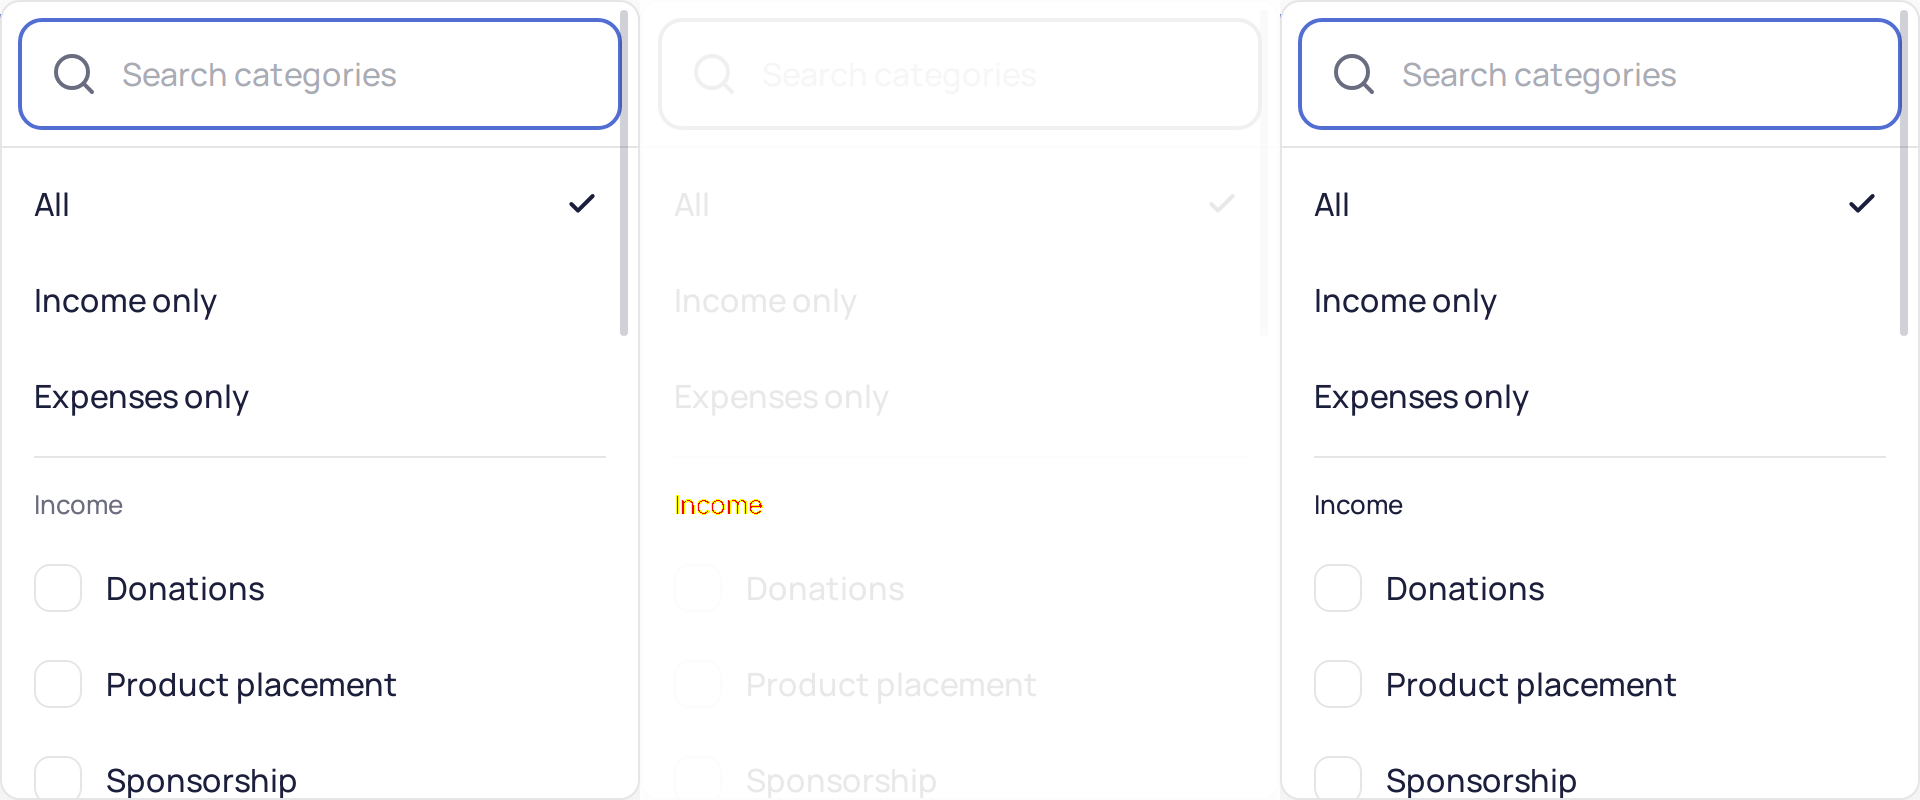 Search categories
All
Income only
Expenses only
Income
Donations
Product placement
Sponsorship
Search categories
All
Income only
Expenses only
Income
Donations
Product placement
Sponsorship
Search categories
All
Income only
Expenses only
Income
Donations
Product placement
Sponsorship